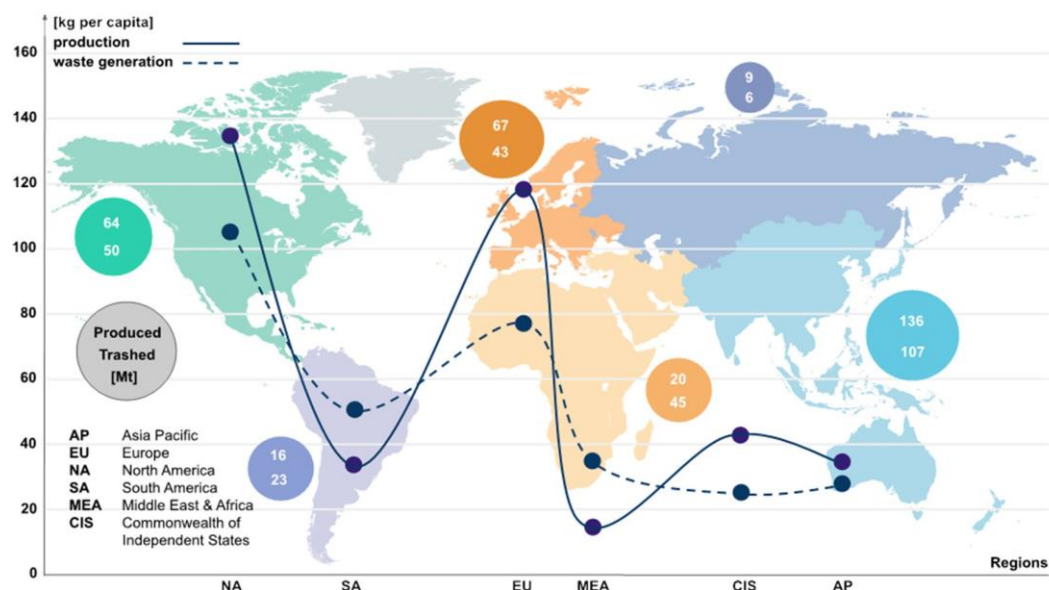 [kg per capita]
production
waste generation
160
140
120
100
80
60
40
20
0
9
6
67
43
64
50
136
107
Produced
Trashed
[Mt]
20
45
16
23
AP Asia Pacific
EU Europe
NA North America
SA South America
MEA Middle East & Africa
CIS Commonwealth of
Independent States
Regions
NA SA EU MEA CIS AP